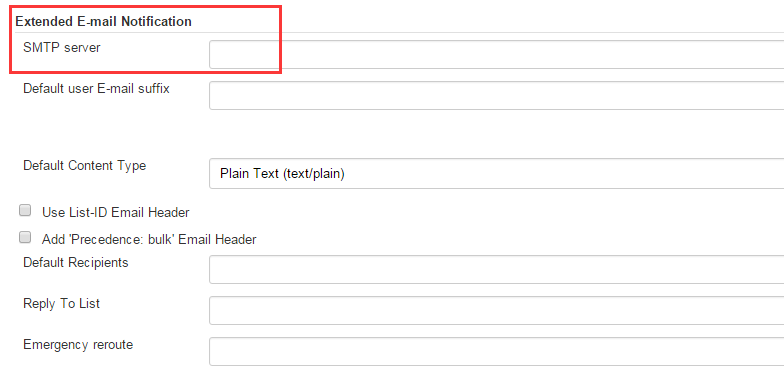 Extended E-mail Notification
SMTP server
Default user E-mail suffix
Default Content Type
Plain Text (text/plain)
Use List-ID Email Header
Add 'Precedence: bulk' Email Header
Default Recipients
Reply To List
Emergency reroute